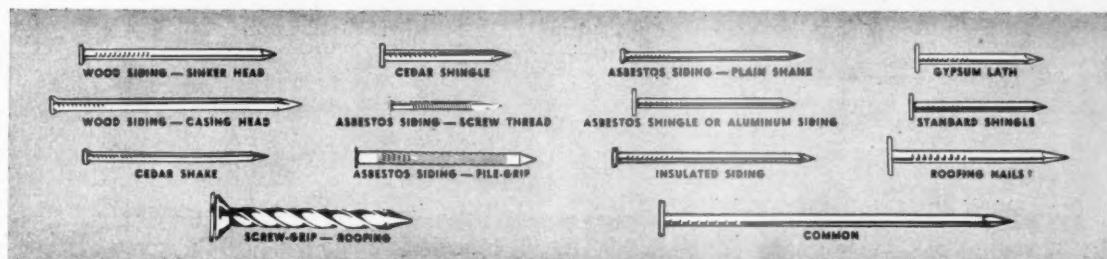 WOOD SIDING — SINKER HEAD
CEDAR SHINGLE
ASBESTOS SIDING — PLAIN SHANK
GYPSUM LATH
WOOD SIDING — CASING HEAD
ASBESTOS SIDING — SCREW THREAD
ASBESTOS SHINGLE OR ALUMINUM SIDING
STANDARD SHINGLE
CEDAR SHAKE
ASBESTOS SIDING — PILE-GRIP
INSULATED SIDING
ROOFING NAILS†
SCREW-GRIP — ROOFING
COMMON